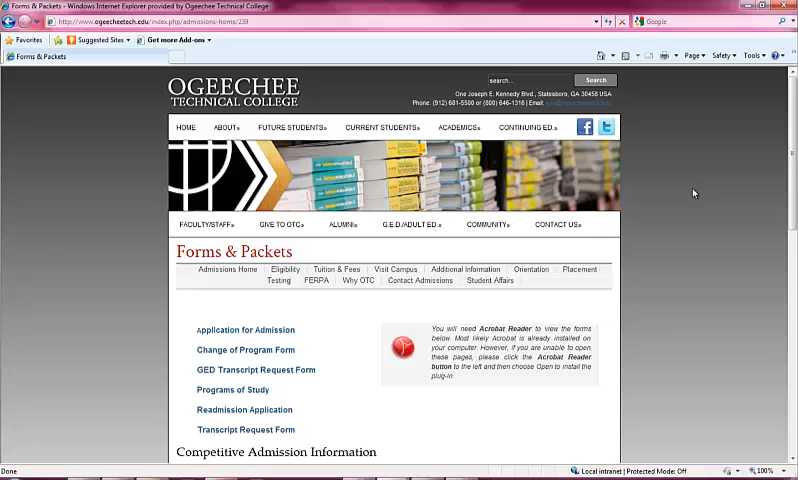 Forms & Packets - Windows Internet Explorer provided by Ogeechee Technical College
http://www.ogeecheetech.edu/index.php/admissions-home/239
Google
Favorites
Suggested Sites
Get more Add-ons
Forms & Packets
Page
Safety
Tools
OGEECHEE
TECHNICAL COLLEGE
search...
Search
One Joseph E. Kennedy Blvd., Statesboro, GA 30458 USA
Phone: (912) 681-5500 or (800) 646-1316 | Email:
HOME ABOUT» FUTURE STUDENTS» CURRENT STUDENTS» ACADEMICS» CONTINUING ED.»
FACULTY/STAFF» GIVE TO OTC» ALUMNI» G.E.D./ADULT ED.» COMMUNITY» CONTACT US»
Forms & Packets
Admissions Home Eligibility Tuition & Fees Visit Campus Additional Information Orientation Placement
Testing FERPA Why OTC Contact Admissions Student Affairs
Application for Admission
Change of Program Form
GED Transcript Request Form
Programs of Study
Readmission Application
Transcript Request Form
You will need Acrobat Reader to view the forms
below. Most likely Acrobat is already installed on
your computer. However, if you are unable to open
these pages, please click the Acrobat Reader
button to the left and then choose Open to install the
plug-in.
Competitive Admission Information
Done
Local intranet | Protected Mode: Off
100%